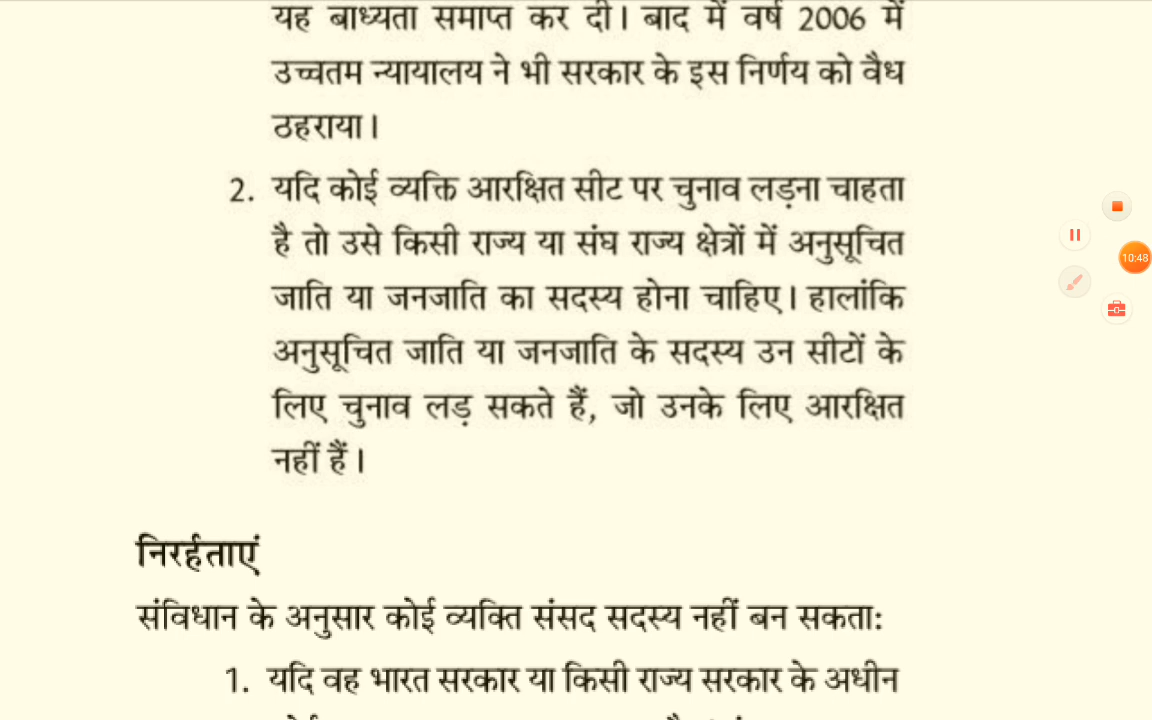 यह बाध्यता समाप्त कर दी। बाद में वर्ष 2006 में
उच्चतम न्यायालय ने भी सरकार के इस निर्णय को वैध
ठहराया।
2. यदि कोई व्यक्ति आरक्षित सीट पर चुनाव लड़ना चाहता
है तो उसे किसी राज्य या संघ राज्य क्षेत्रों में अनुसूचित
जाति या जनजाति का सदस्य होना चाहिए। हालांकि
अनुसूचित जाति या जनजाति के सदस्य उन सीटों के
लिए चुनाव लड़ सकते हैं, जो उनके लिए आरक्षित
नहीं हैं।
निरर्हताएं
संविधान के अनुसार कोई व्यक्ति संसद सदस्य नहीं बन सकता:
1. यदि वह भारत सरकार या किसी राज्य सरकार के अधीन
10:48